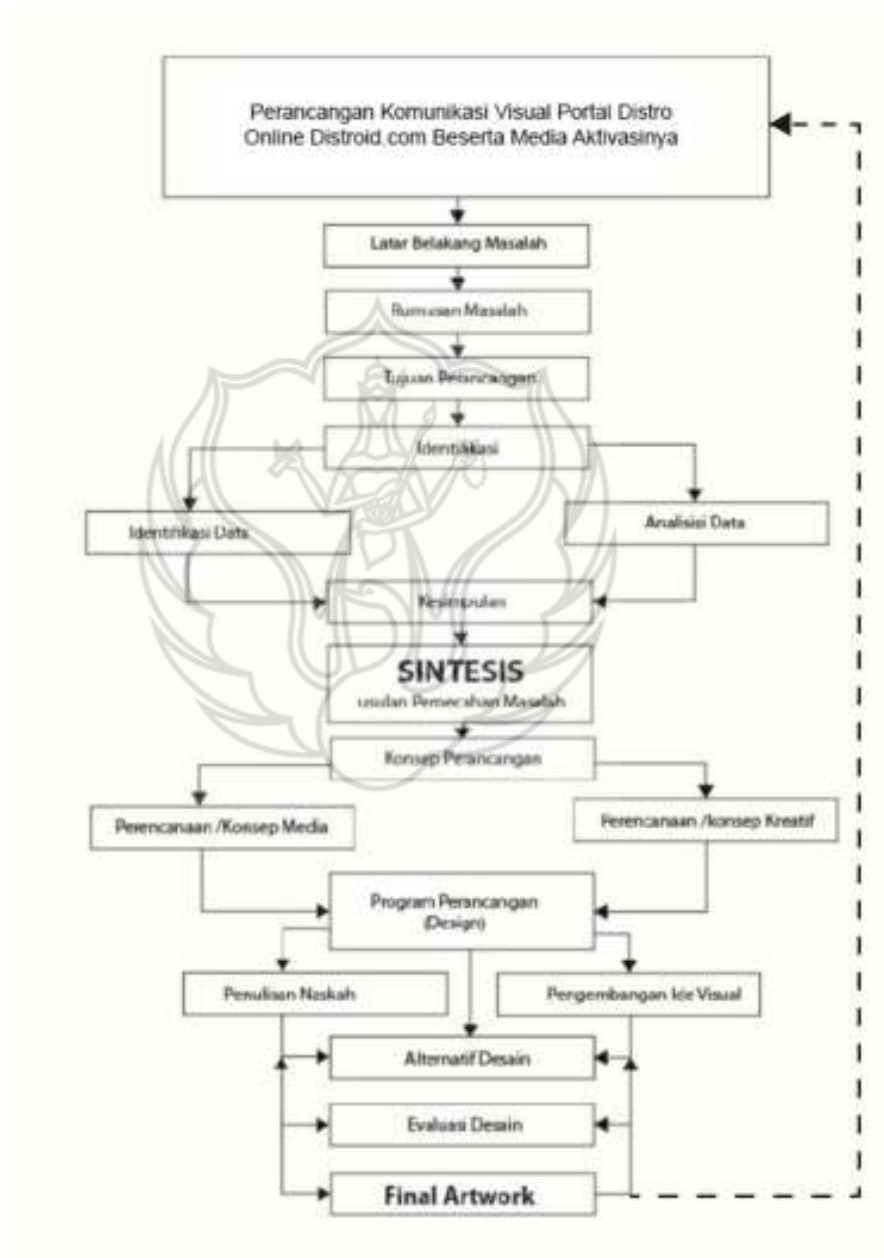 Perancangan Komunikasi Visual Portal Distro
Online Distroid.com Beserta Media Aktivasinya
Latar Belakang Masalah
Rumusan Masalah
Tujuan Perancangan
Identifikasi
Identifikasi Data
Analisisi Data
Kesimpulan
SINTESIS
usulan Pemecahan Masalah
Konsep Perancangan
Perencanaan /Konsep Media
Perencanaan /konsep Kreatif
Program Perancangan
(Design)
Penulisan Naskah
Pengembangan Ide Visual
Alternatif Desain
Evaluasi Desain
Final Artwork